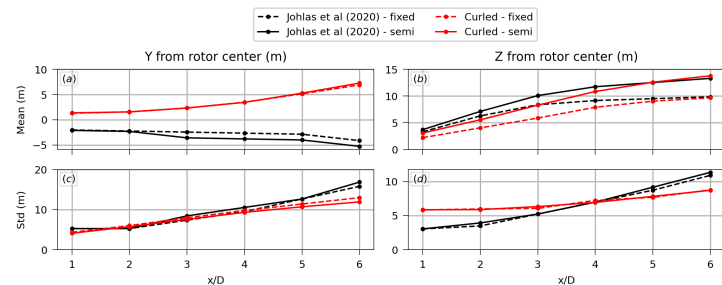 Johlas et al (2020) - fixed
Curled - fixed
Johlas et al (2020) - semi
Curled - semi
Y from rotor center (m)
Z from rotor center (m)
(a)
(b)
Mean (m)
10
5
0
−5
15
10
5
0
(c)
(d)
Std (m)
20
10
0
10
5
0
1 2 3 4 5 6
1 2 3 4 5 6
x/D
x/D